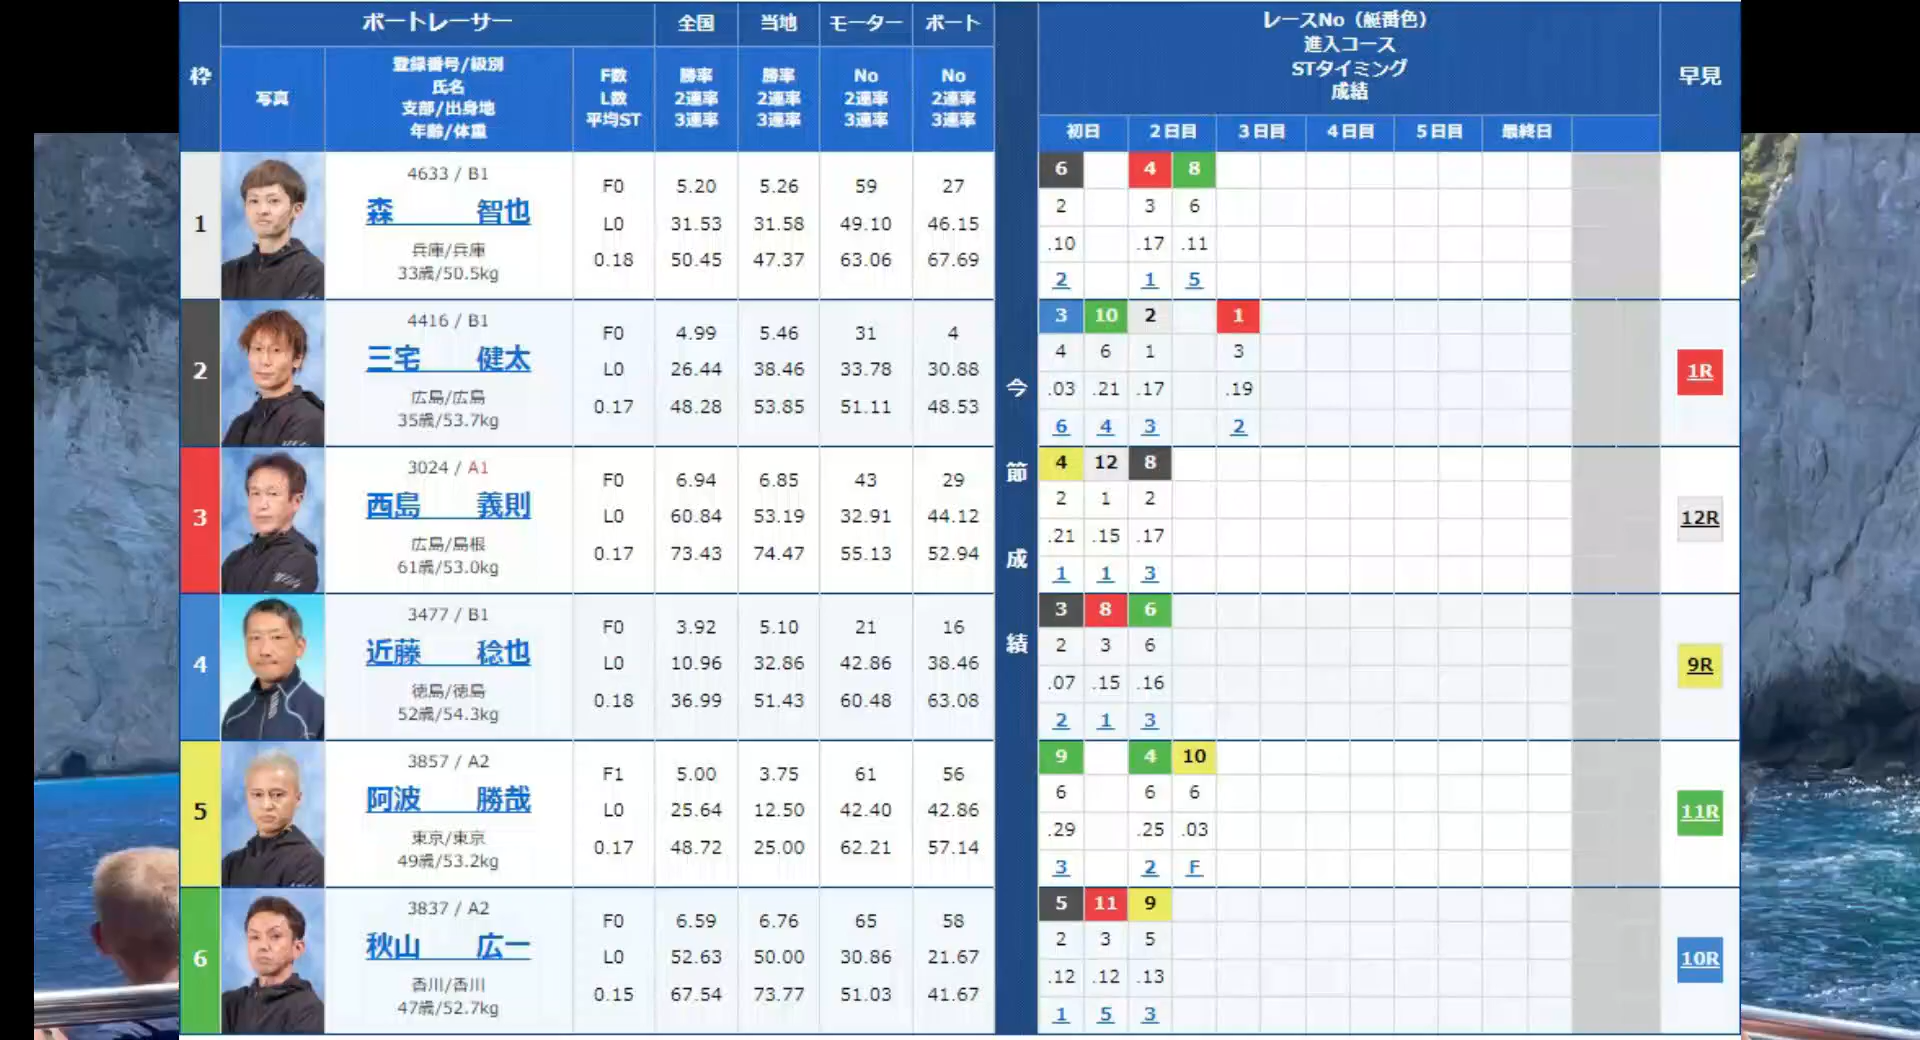 枠 ボートレーサー 全国 当地 モーター ボート レースNo（艇番色） 早見
進入コース
STタイミング
成結
写真 登録番号/級別 F数 勝率 勝率 No No
氏名 L数 2連率 2連率 2連率 2連率
支部/出身地 平均ST 3連率 3連率 3連率 3連率
年齢/体重
初日 2日目 3日目 4日目 5日目 最終日
今節成績
1 4633 / B1 F0 5.20 5.26 59 27 6 4 8
森 智也 L0 31.53 31.58 49.10 46.15 2 3 6
兵庫/兵庫 0.18 50.45 47.37 63.06 67.69 .10 .17 .11
33歳/50.5kg 2 1 5
2 4416 / B1 F0 4.99 5.46 31 4 3 10 2 1 1R
三宅 健太 L0 26.44 38.46 33.78 30.88 4 6 1 3
広島/広島 0.17 48.28 53.85 51.11 48.53 .03 .21 .17 .19
35歳/53.7kg 6 4 3 2
3 3024 / A1 F0 6.94 6.85 43 29 4 12 8 12R
西島 義則 L0 60.84 53.19 32.91 44.12 2 1 2
広島/島根 0.17 73.43 74.47 55.13 52.94 .21 .15 .17
61歳/53.0kg 1 1 3
4 3477 / B1 F0 3.92 5.10 21 16 3 8 6 9R
近藤 稔也 L0 10.96 32.86 42.86 38.46 2 3 6
徳島/徳島 0.18 36.99 51.43 60.48 63.08 .07 .15 .16
52歳/54.3kg 2 1 3
5 3857 / A2 F1 5.00 3.75 61 56 9 4 10 11R
阿波 勝哉 L0 25.64 12.50 42.40 42.86 6 6 6
東京/東京 0.17 48.72 25.00 62.21 57.14 .29 .25 .03
49歳/53.2kg 3 2 F
6 3837 / A2 F0 6.59 6.76 65 58 5 11 9 10R
秋山 広一 L0 52.63 50.00 30.86 21.67 2 3 5
香川/香川 0.15 67.54 73.77 51.03 41.67 .12 .12 .13
47歳/52.7kg 1 5 3